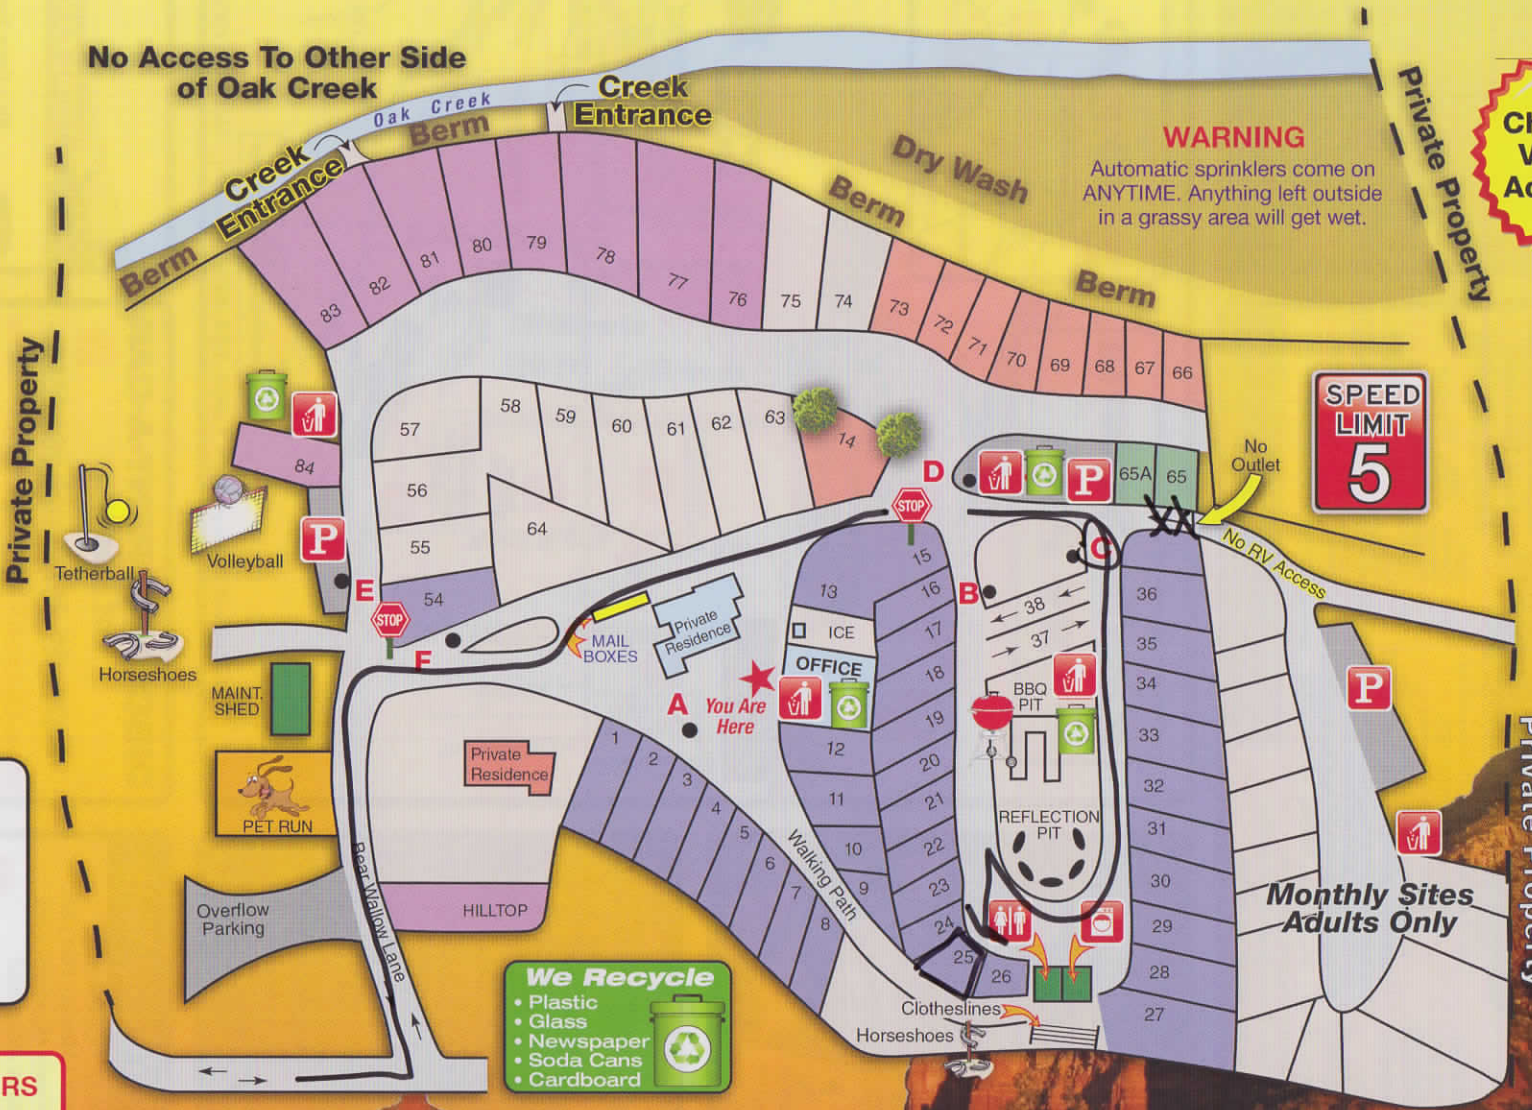 No Access To Other Side
of Oak Creek
Oak Creek
Berm
Creek
Entrance
Creek
Entrance
Berm
Dry Wash
Berm
Berm
WARNING
Automatic sprinklers come on
ANYTIME. Anything left outside
in a grassy area will get wet.
Private Property
83
82
81
80
79
78
77
76
75
74
73
72
71
70
69
68
67
66
SPEED
LIMIT
5
No
Outlet
No RV Access
Private Property
84
P
Tetherball
Volleyball
Horseshoes
57
58
59
60
61
62
63
14
56
55
54
64
D
STOP
P
65A
65
XX
E
STOP
F
MAIL
BOXES
Private
Residence
A
You Are
Here
13
ICE
OFFICE
12
11
10
9
15
16
17
18
19
20
21
22
23
24
25
26
B
C
38
37
BBQ
PIT
REFLECTION
PIT
36
35
34
33
32
31
30
29
28
27
P
Monthly Sites
Adults Only
Private Property
MAINT.
SHED
PET RUN
Private
Residence
HILLTOP
Overflow
Parking
Bear Wallow Lane
1
2
3
4
5
6
7
8
Walking Path
Clotheslines
Horseshoes
We Recycle
• Plastic
• Glass
• Newspaper
• Soda Cans
• Cardboard
RS